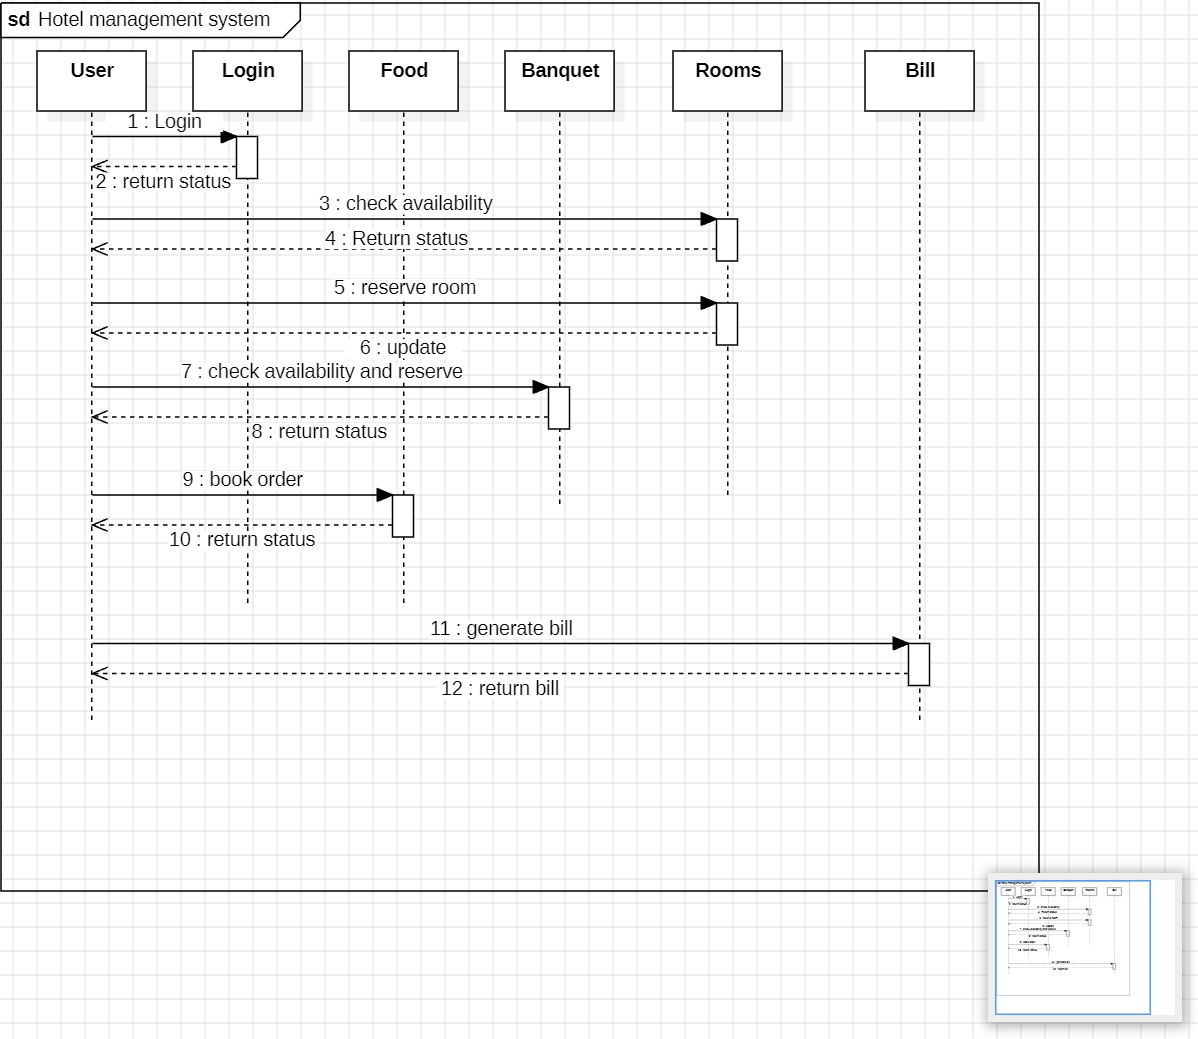 sd Hotel management system
User
Login
Food
Banquet
Rooms
Bill
1 : Login
2 : return status
3 : check availability
4 : Return status
5 : reserve room
6 : update
7 : check availability and reserve
8 : return status
9 : book order
10 : return status
11 : generate bill
12 : return bill